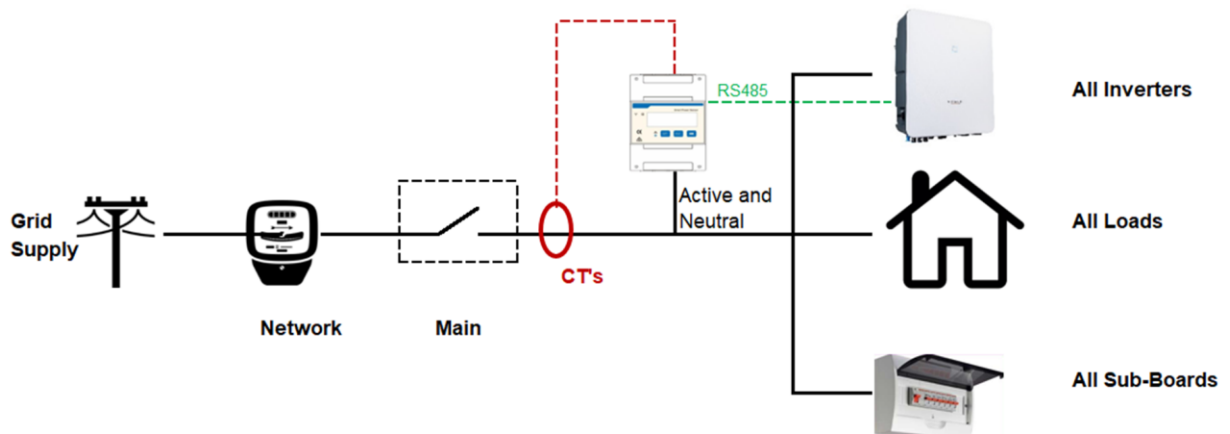 Grid
Supply
Network
Main
CT's
RS485
Active and
Neutral
All Inverters
All Loads
All Sub-Boards